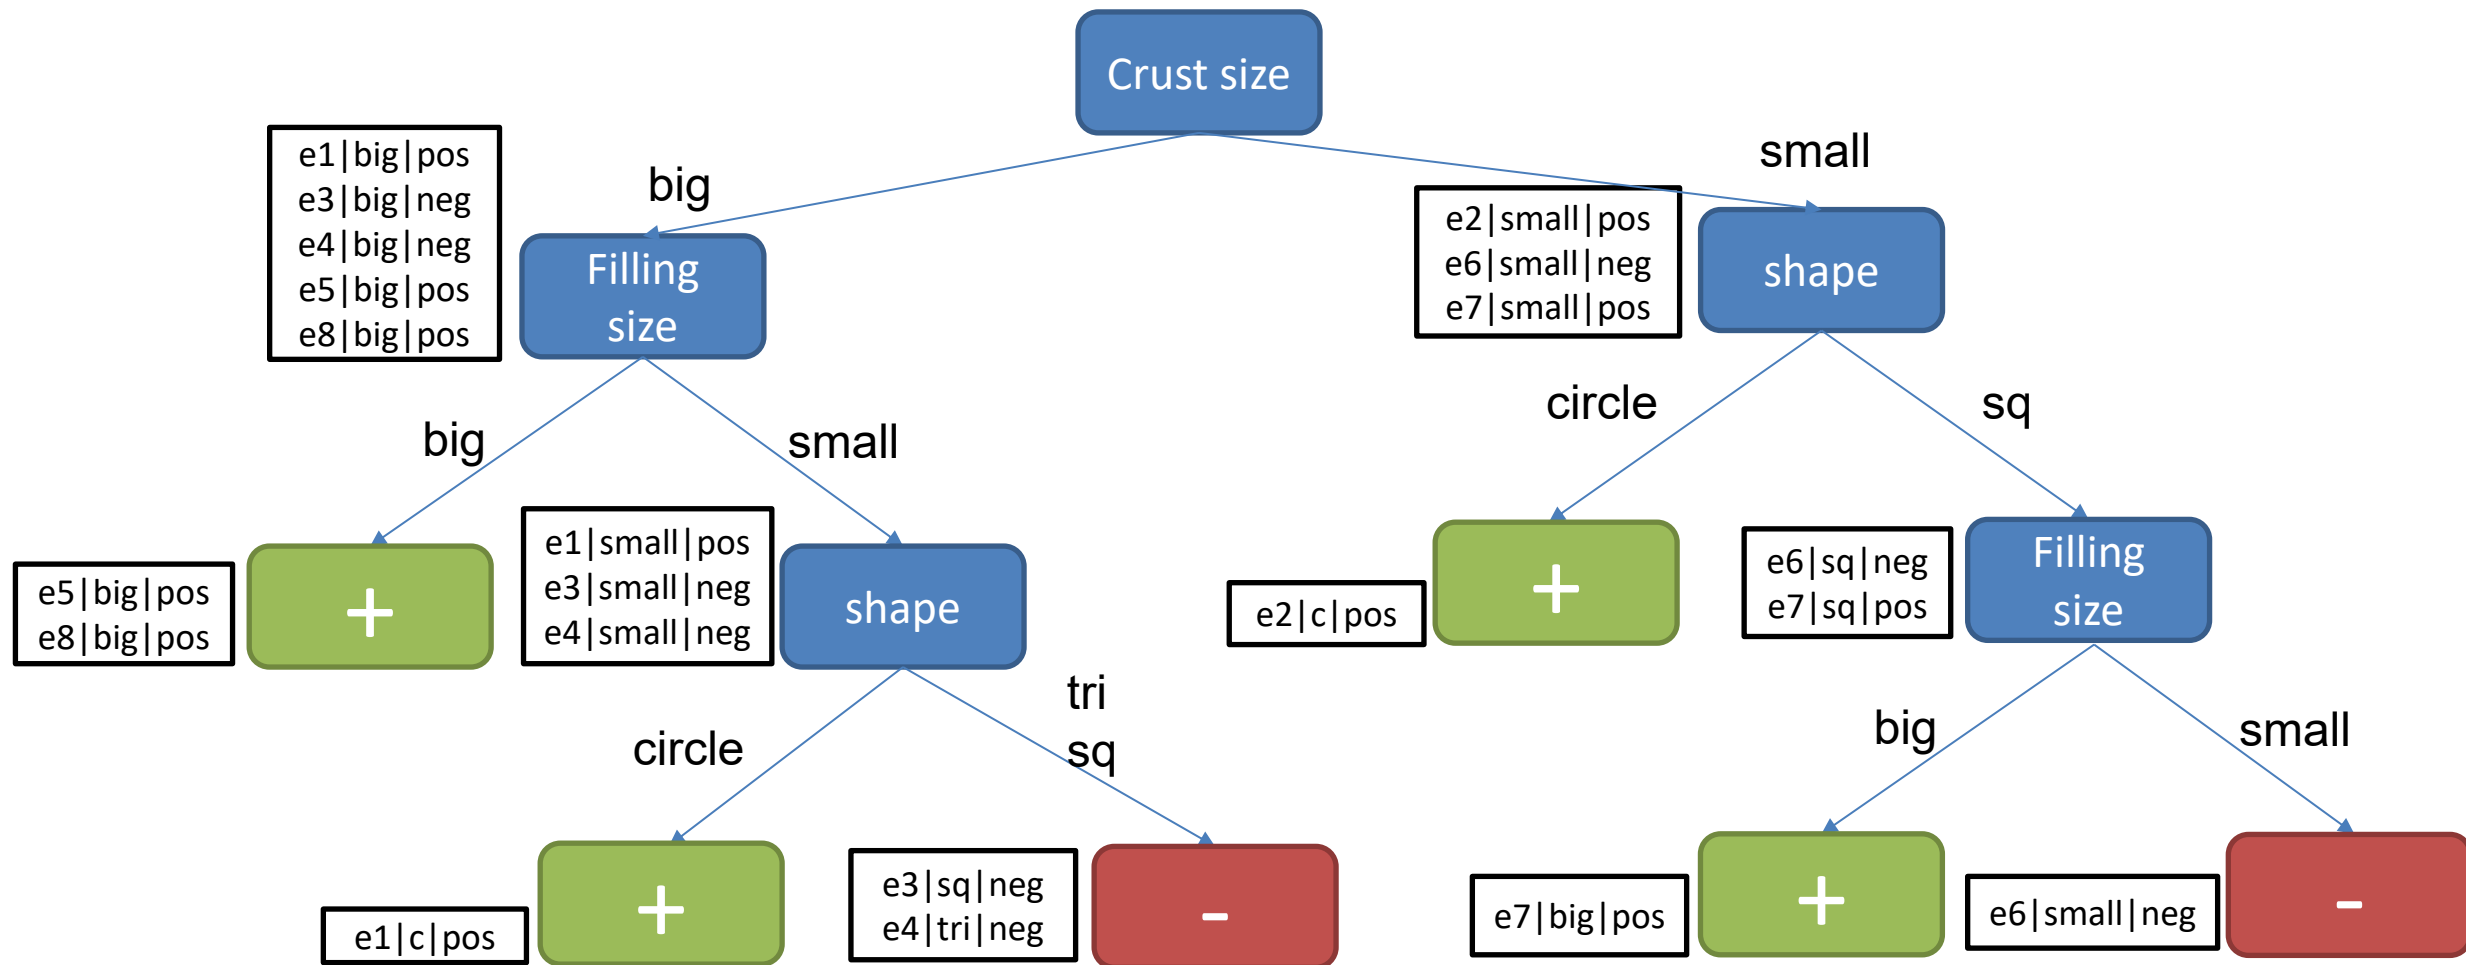 Crust size
big
small
e1|big|pos
e3|big|neg
e4|big|neg
e5|big|pos
e8|big|pos
Filling
size
e2|small|pos
e6|small|neg
e7|small|pos
shape
big
small
circle
sq
e5|big|pos
e8|big|pos
+
e1|small|pos
e3|small|neg
e4|small|neg
shape
e2|c|pos
+
e6|sq|neg
e7|sq|pos
Filling
size
circle
tri
sq
big
small
e1|c|pos
+
e3|sq|neg
e4|tri|neg
-
e7|big|pos
+
e6|small|neg
-